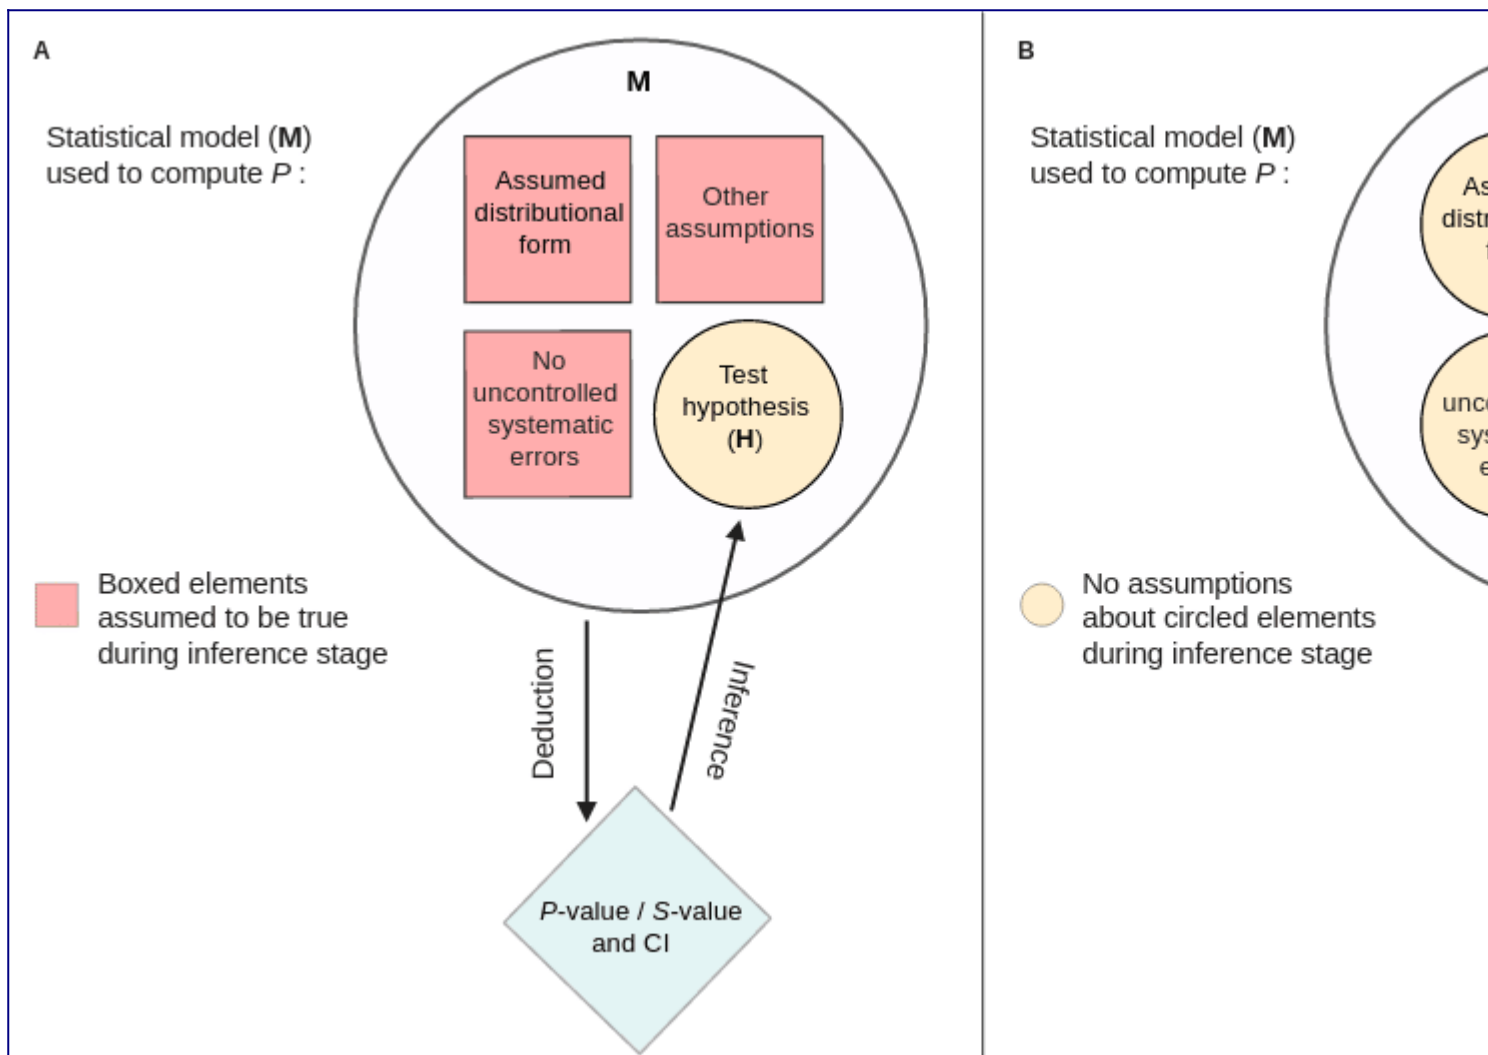 A
M
Statistical model (M)
used to compute P :
Assumed
distributional
form
Other
assumptions
No
uncontrolled
systematic
errors
Test
hypothesis
(H)
Boxed elements
assumed to be true
during inference stage
Deduction
Inference
P-value / S-value
and CI
B
Statistical model (M)
used to compute P :
No assumptions
about circled elements
during inference stage